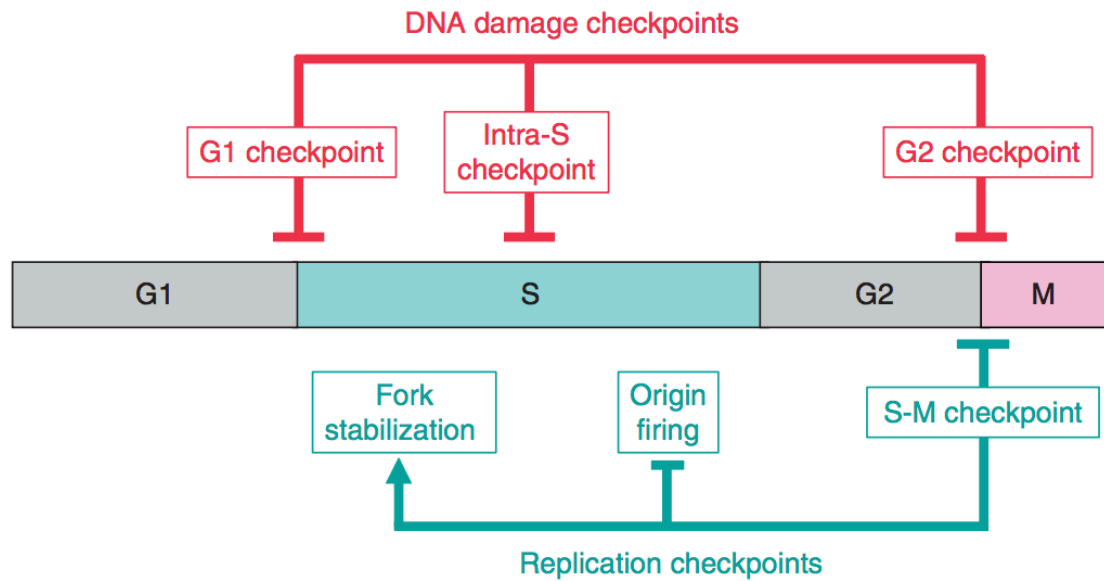 DNA damage checkpoints
G1 checkpoint
Intra-S
checkpoint
G2 checkpoint
G1
S
G2
M
Fork
stabilization
Origin
firing
S-M checkpoint
Replication checkpoints